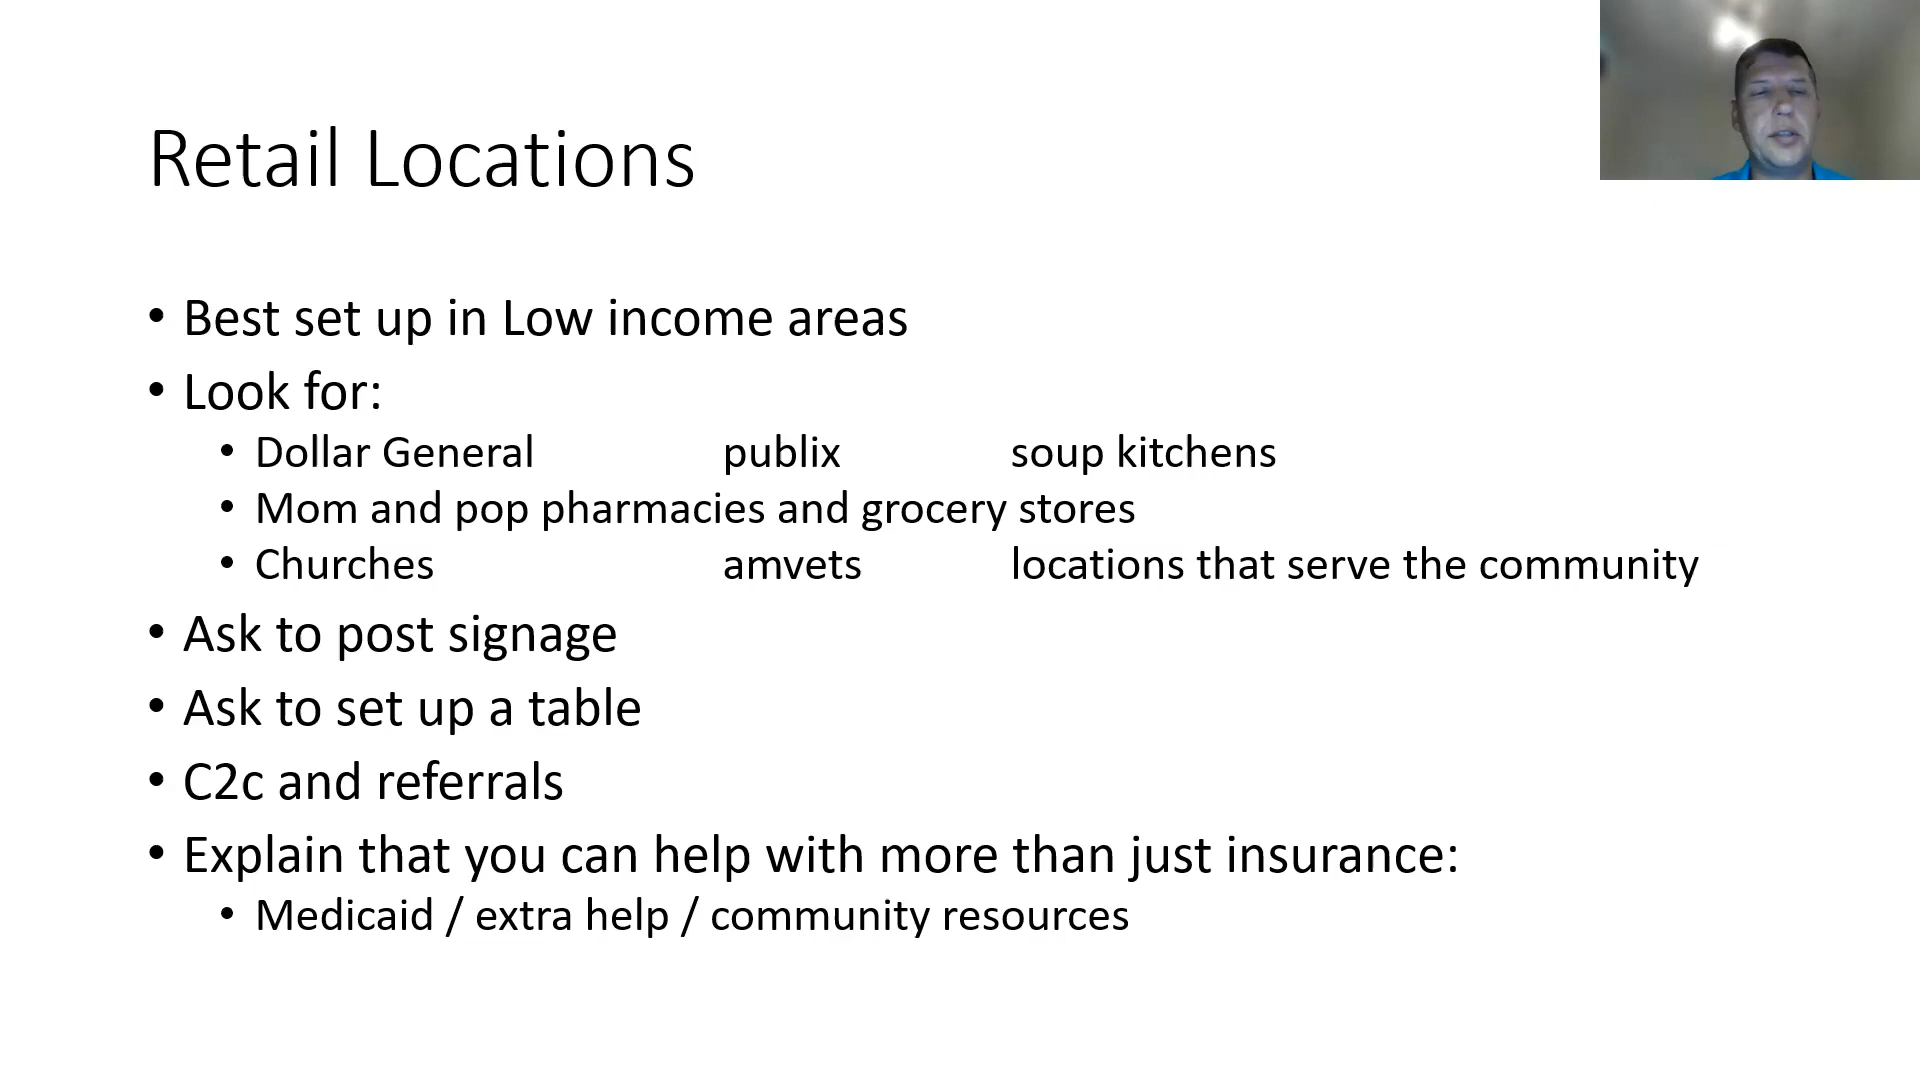 Retail Locations
• Best set up in Low income areas
• Look for:
• Dollar General publix soup kitchens
• Mom and pop pharmacies and grocery stores
• Churches amvets locations that serve the community
• Ask to post signage
• Ask to set up a table
• C2c and referrals
• Explain that you can help with more than just insurance:
• Medicaid / extra help / community resources